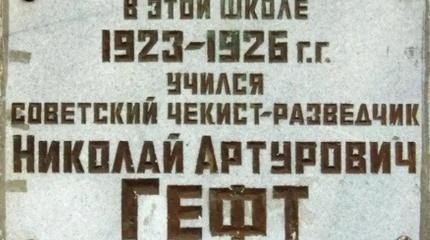 В ЭТОЙ ШКОЛЕ
1923-1926 г.г.
УЧИЛСЯ
СОВЕТСКИЙ ЧЕКИСТ-РАЗВЕДЧИК
НИКОЛАЙ АРТУРОВИЧ
ГЕФТ